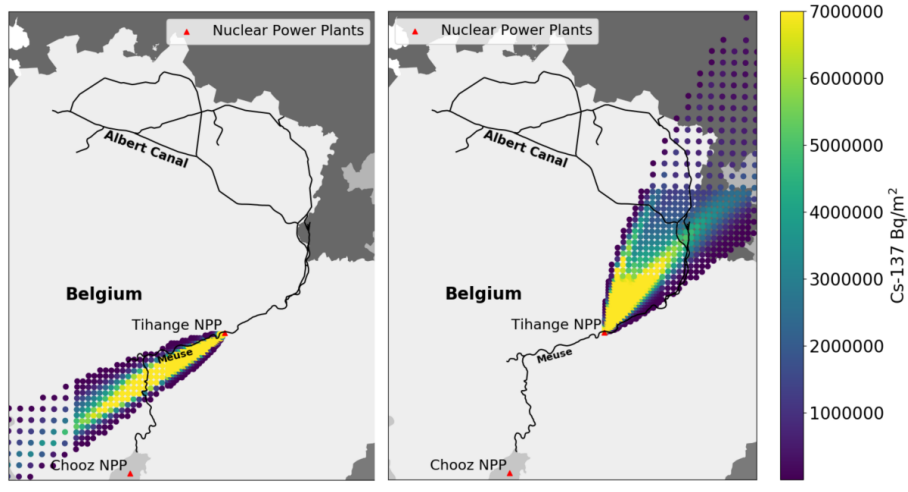 Nuclear Power Plants
Albert Canal
Belgium
Tihange NPP
Meuse
Chooz NPP
Nuclear Power Plants
Albert Canal
Belgium
Tihange NPP
Meuse
Chooz NPP
7000000
6000000
5000000
4000000
3000000
2000000
1000000
Cs-137 Bq/m²